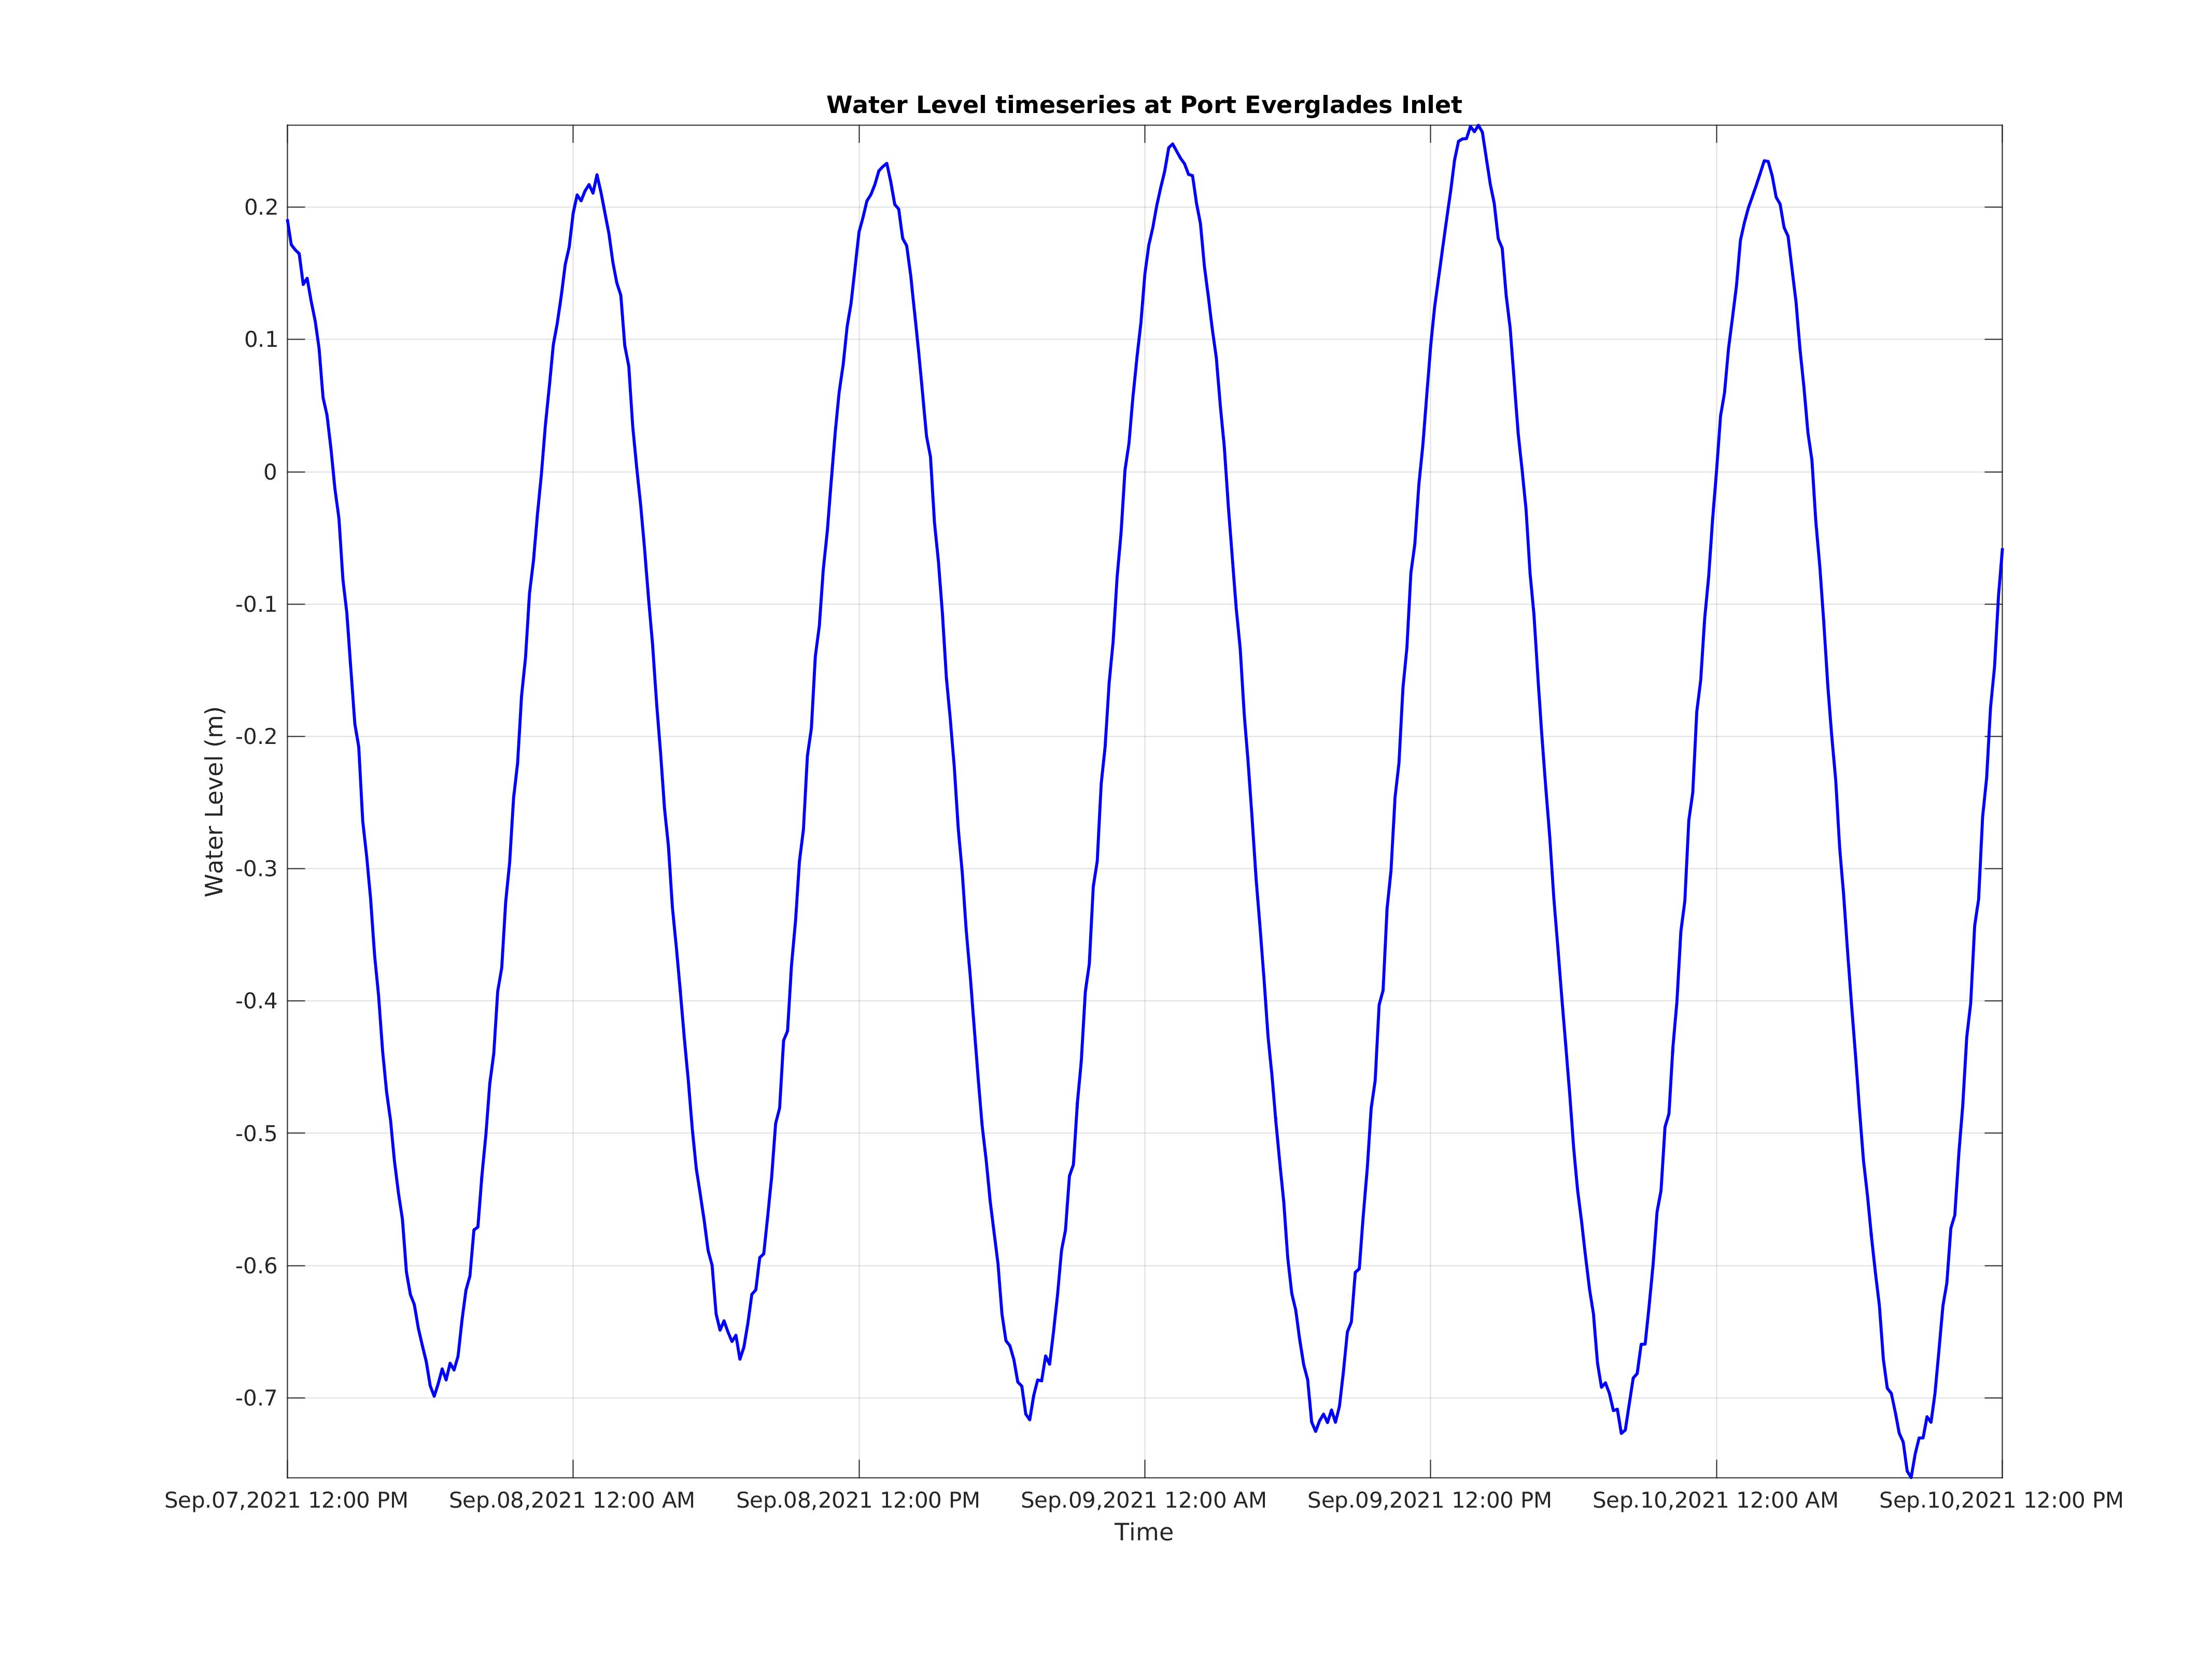 Water Level timeseries at Port Everglades Inlet
0.2
0.1
0
-0.1
-0.2
-0.3
-0.4
-0.5
-0.6
-0.7
Water Level (m)
Sep.07,2021 12:00 PM Sep.08,2021 12:00 AM Sep.08,2021 12:00 PM Sep.09,2021 12:00 AM Sep.09,2021 12:00 PM Sep.10,2021 12:00 AM Sep.10,2021 12:00 PM
Time